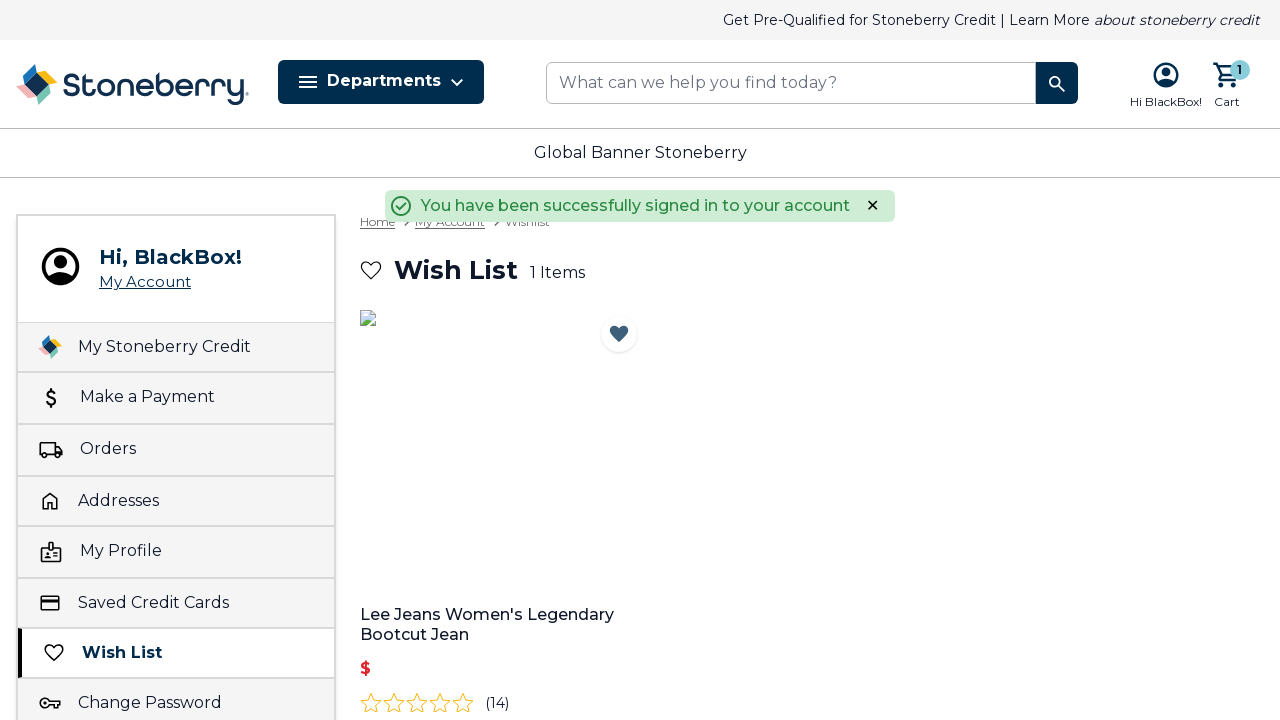 Get Pre-Qualified for Stoneberry Credit | Learn More about stoneberry credit
Stoneberry
Departments
What can we help you find today?
1
Hi BlackBox!
Cart
Global Banner Stoneberry
You have been successfully signed in to your account ✕
Home > My Account > Wishlist
Hi, BlackBox!
My Account
Wish List 1 Items
My Stoneberry Credit
Make a Payment
Orders
Addresses
My Profile
Saved Credit Cards
Wish List
Change Password
Lee Jeans Women's Legendary
Bootcut Jean
$
(14)